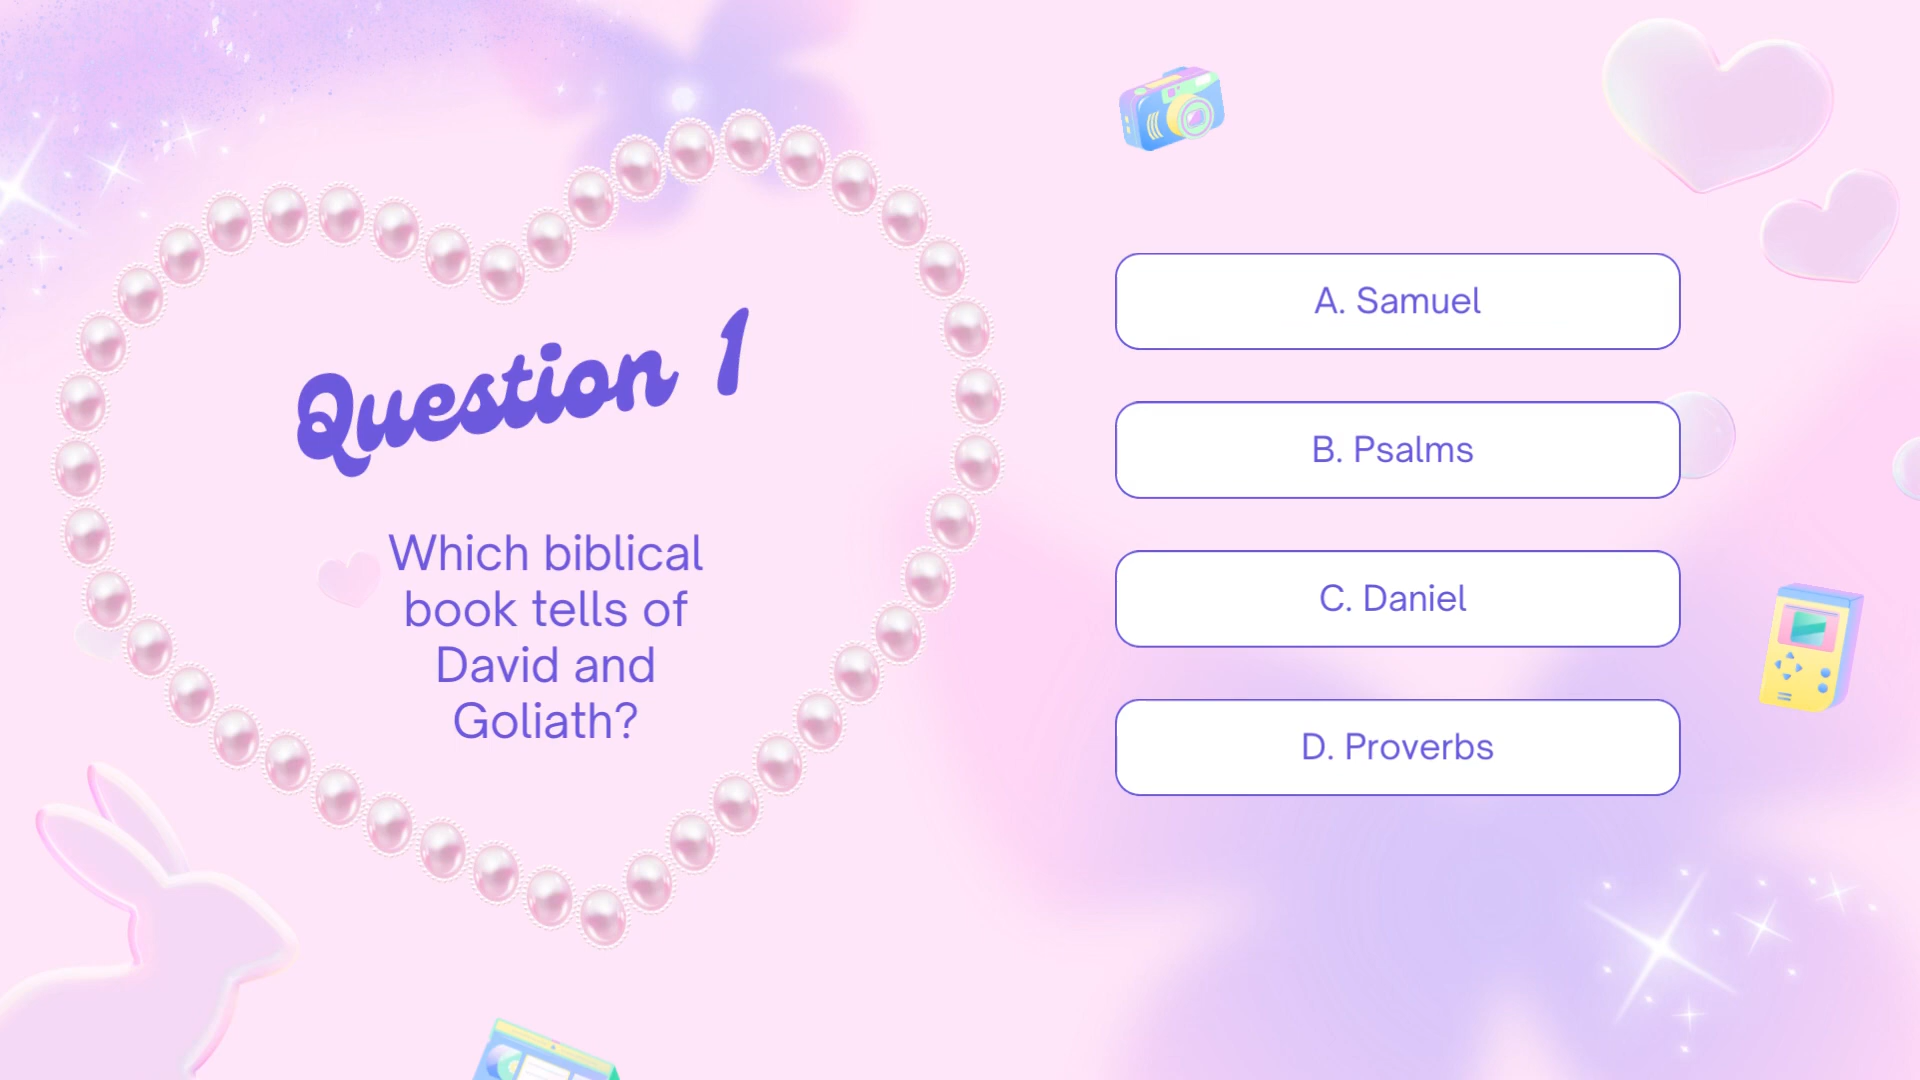 Question 1
Which biblical
book tells of
David and
Goliath?
A. Samuel
B. Psalms
C. Daniel
D. Proverbs